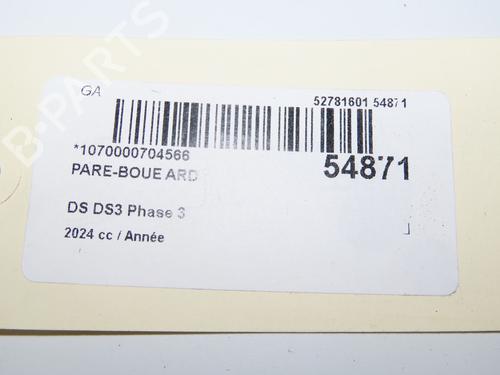 GA
52781601 54871
*1070000704566
54871
PARE-BOUE ARD
DS DS3 Phase 3
2024 cc / Année
B-PARTS